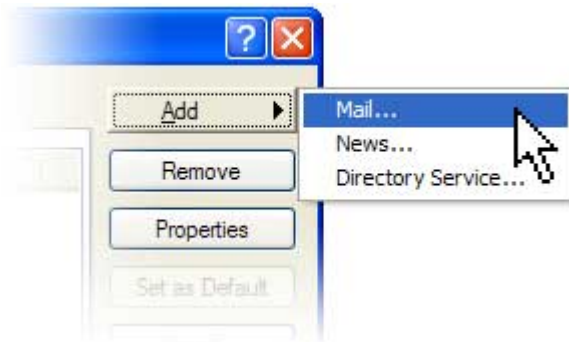 Add
Mail...
News...
Remove
Directory Service...
Properties
Set as Default